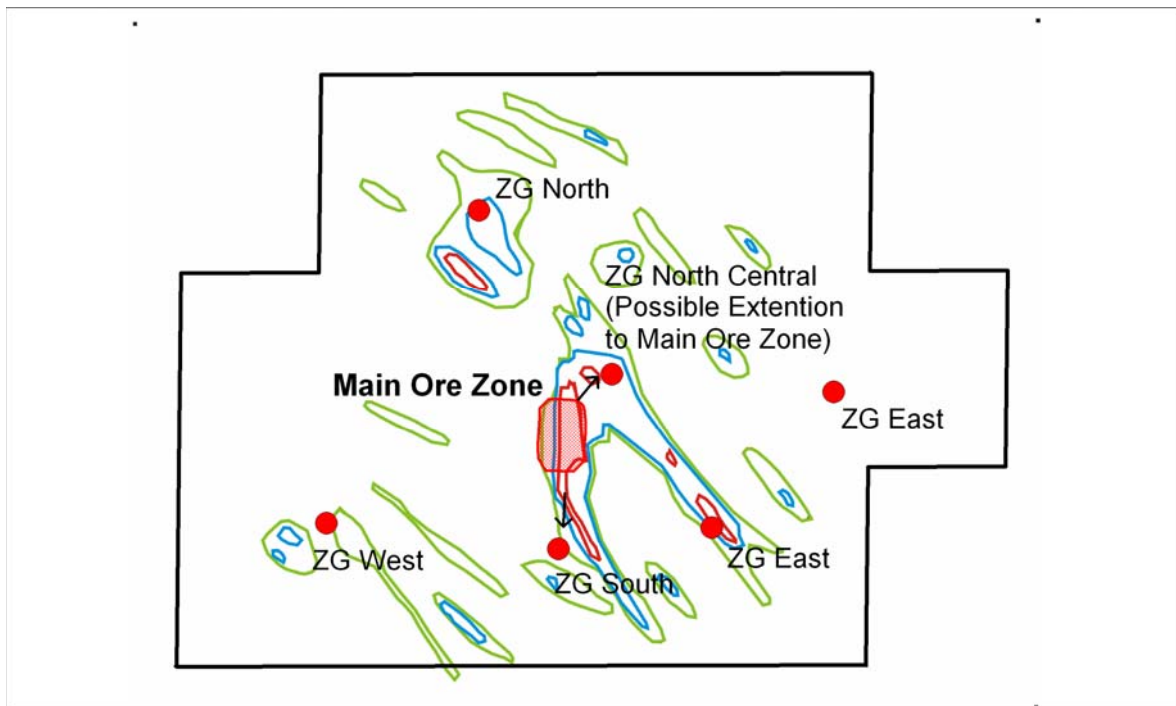 ZG North
ZG North Central
(Possible Extention
to Main Ore Zone)
Main Ore Zone
ZG East
ZG West
ZG South
ZG East